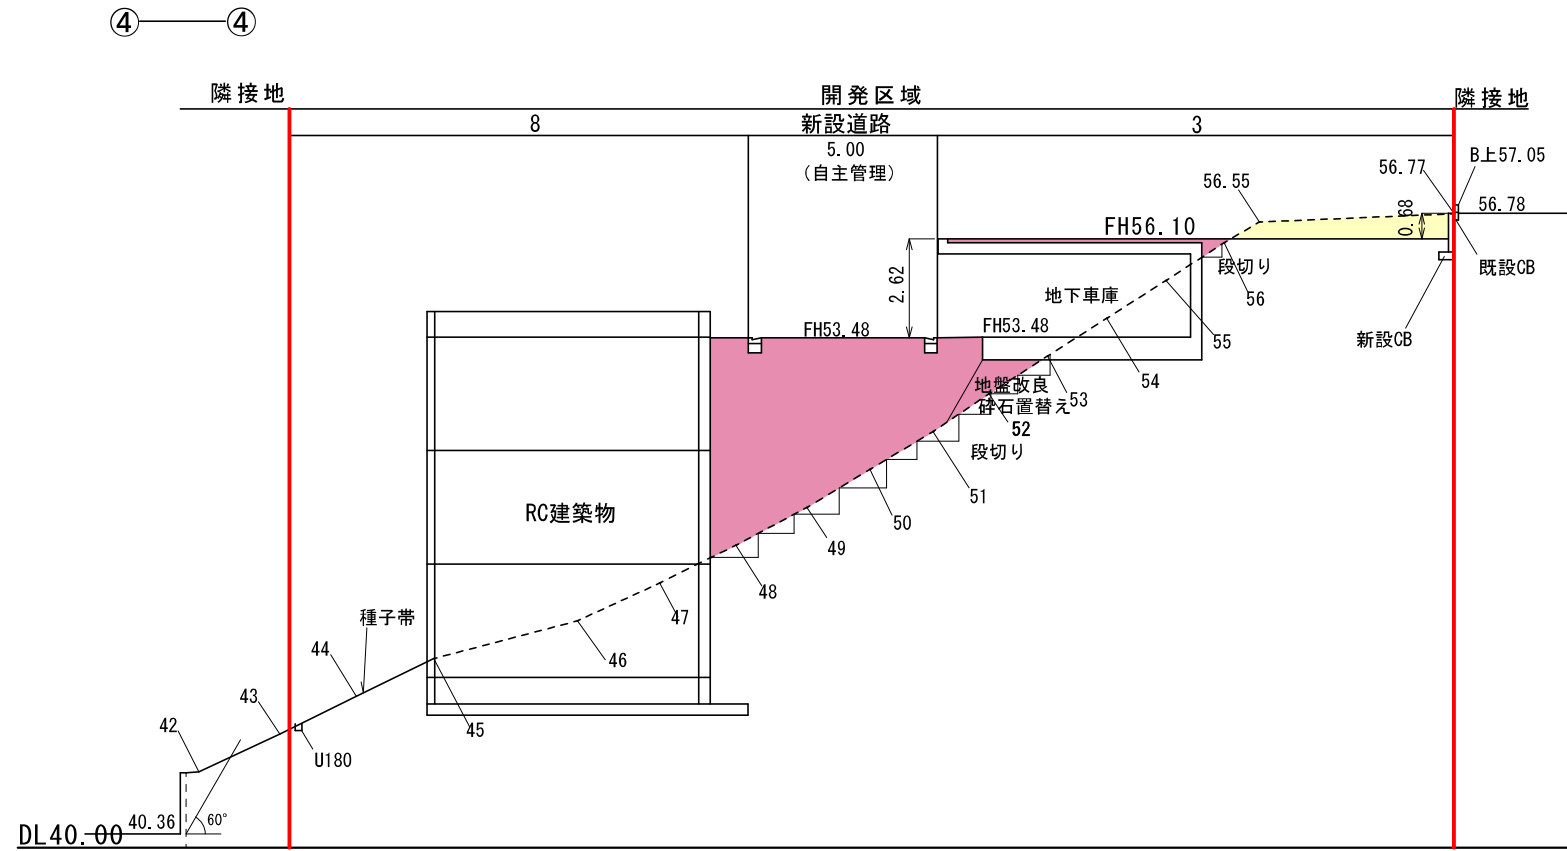 ④ ④
隣接地
開発区域
隣接地
8
新設道路
3
5.00
(自主管理)
B上57.05
56.77
56.55
56.78
0.68
FH56.10
段切り
既設CB
2.62
地下車庫
56
FH53.48
FH53.48
55
新設CB
54
地盤改良
53
砕石置替え
52
段切り
51
RC建築物
50
49
48
47
種子帯
46
44
43
45
42
U180
40.36
60°
DL40.00